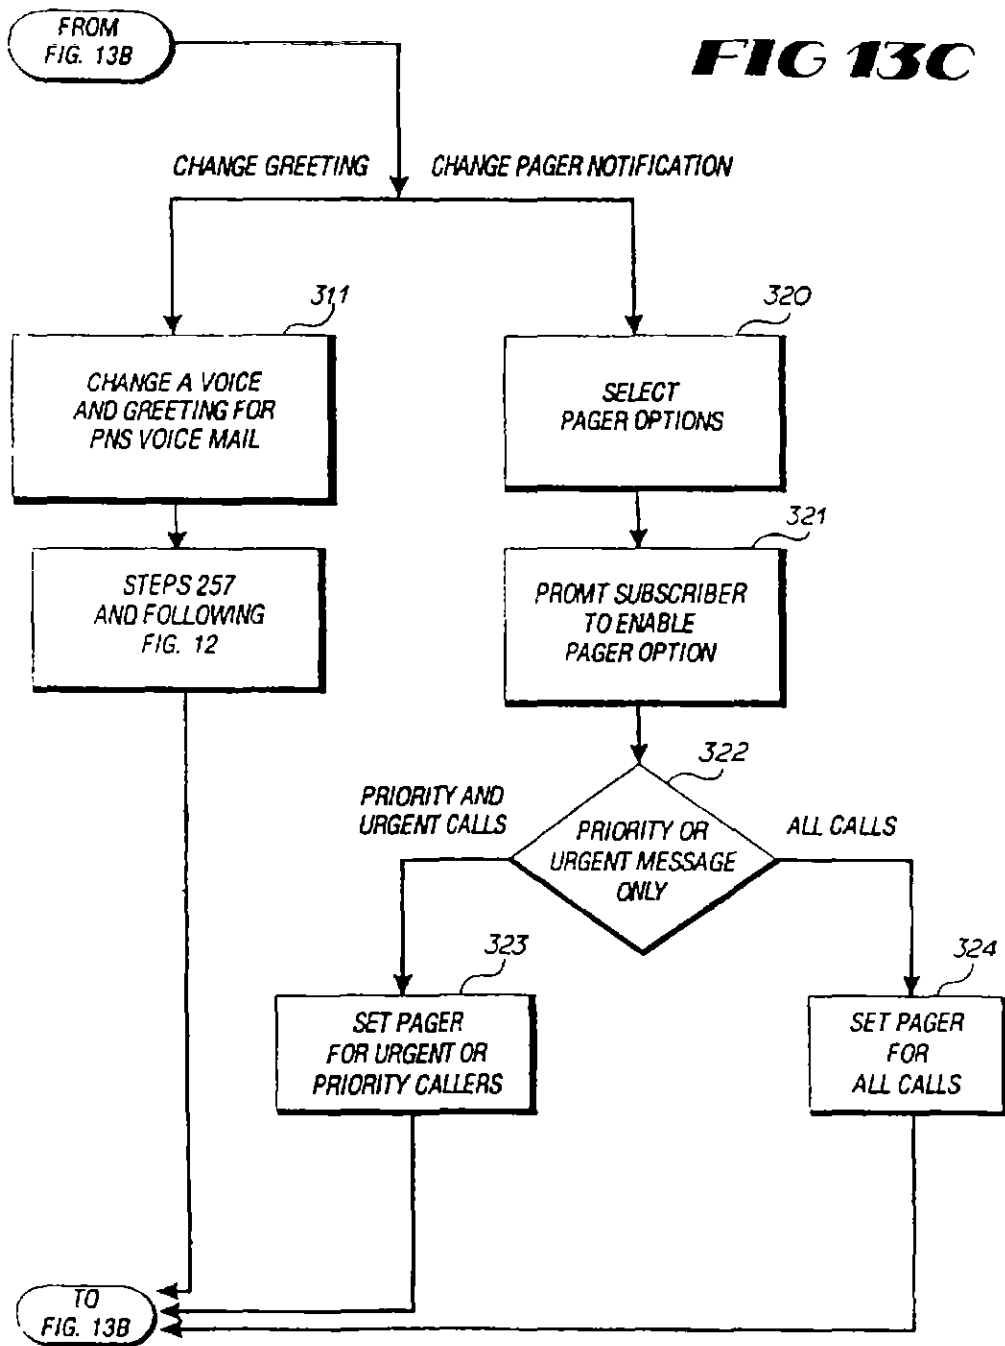 FROM
FIG. 13B
FIG 13C
CHANGE GREETING
CHANGE PAGER NOTIFICATION
311
CHANGE A VOICE
AND GREETING FOR
PNS VOICE MAIL
320
SELECT
PAGER OPTIONS
STEPS 257
AND FOLLOWING
FIG. 12
321
PROMT SUBSCRIBER
TO ENABLE
PAGER OPTION
322
PRIORITY AND
URGENT CALLS
PRIORITY OR
URGENT MESSAGE
ONLY
ALL CALLS
323
SET PAGER
FOR URGENT OR
PRIORITY CALLERS
324
SET PAGER
FOR
ALL CALLS
TO
FIG. 13B